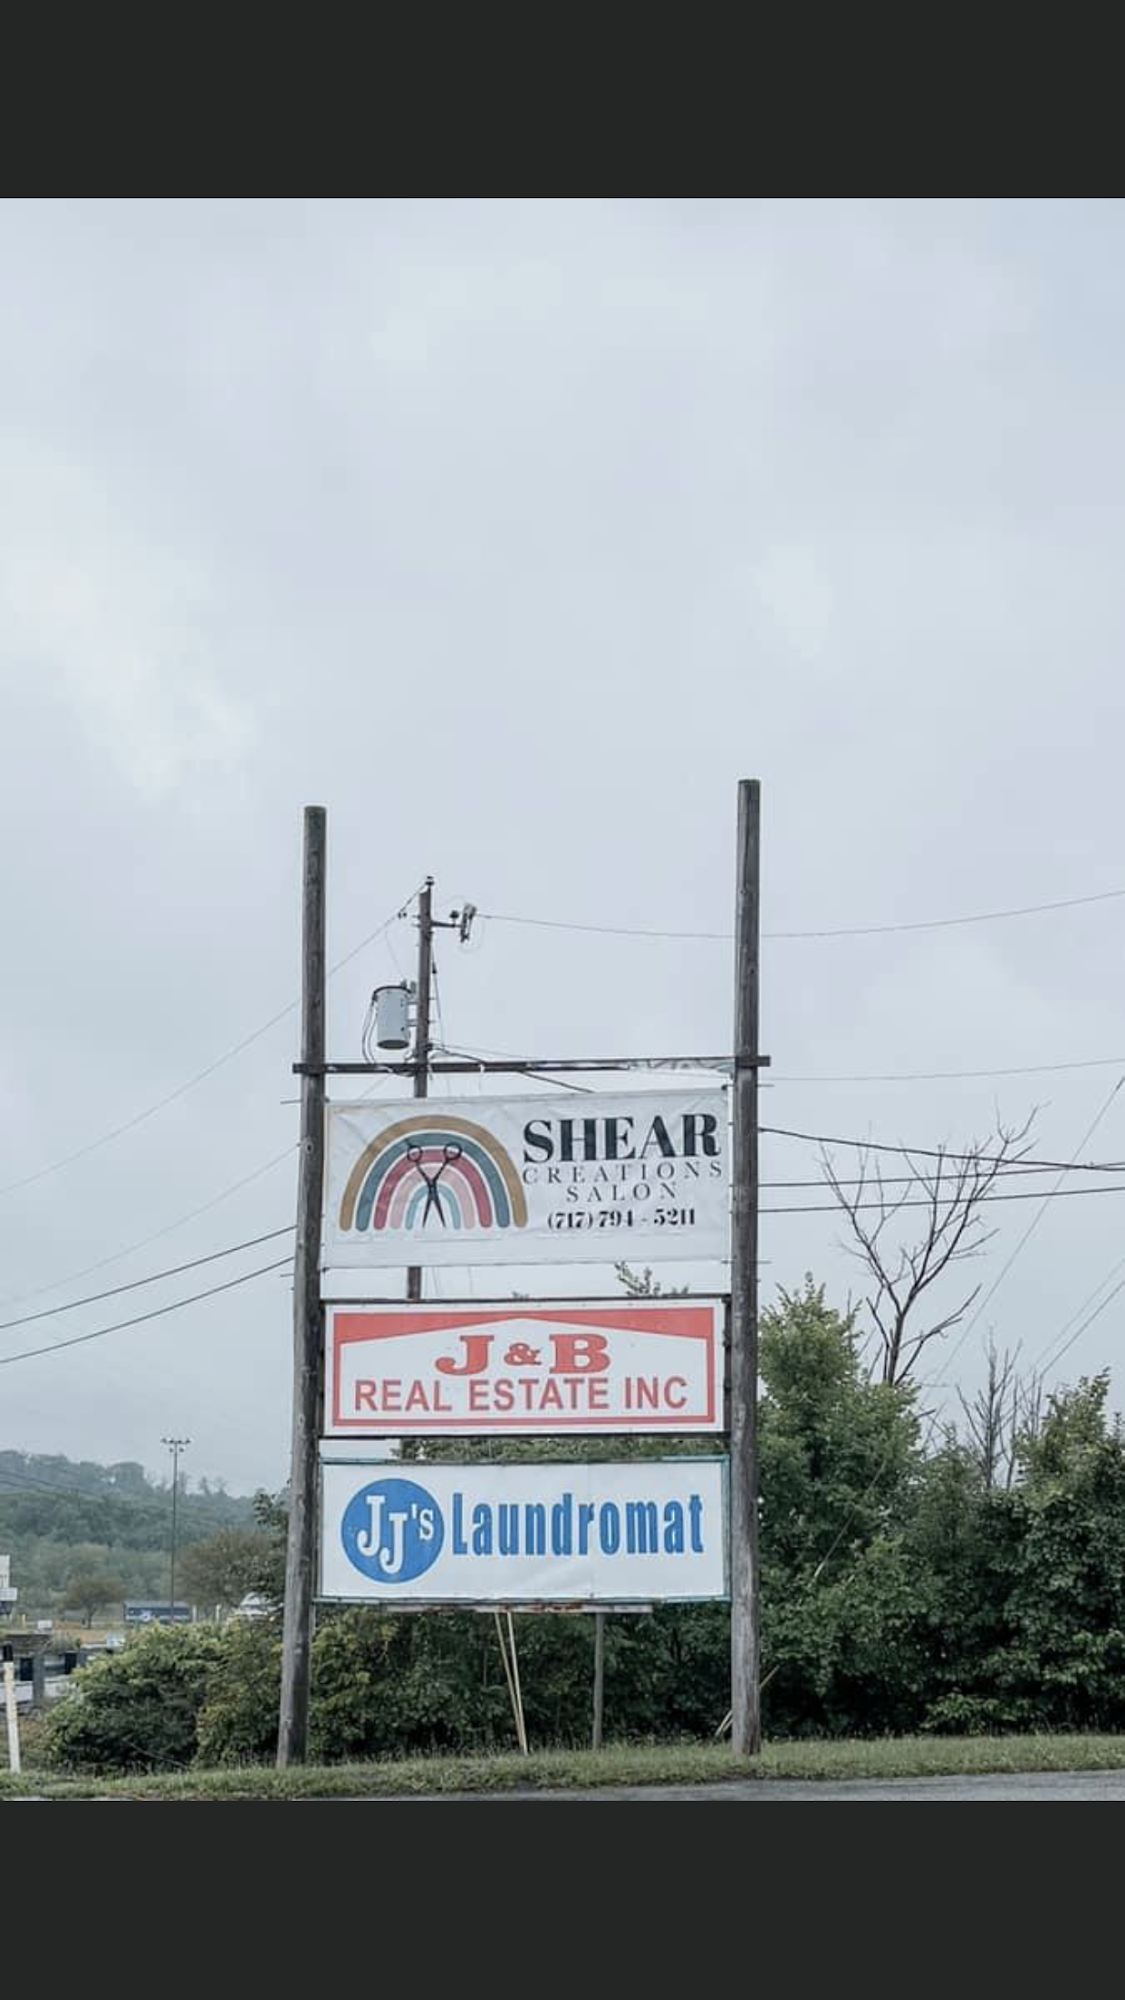 SHEAR
CREATIONS
SALON
(717) 794 - 5211
J&B
REAL ESTATE INC
JJ's Laundromat